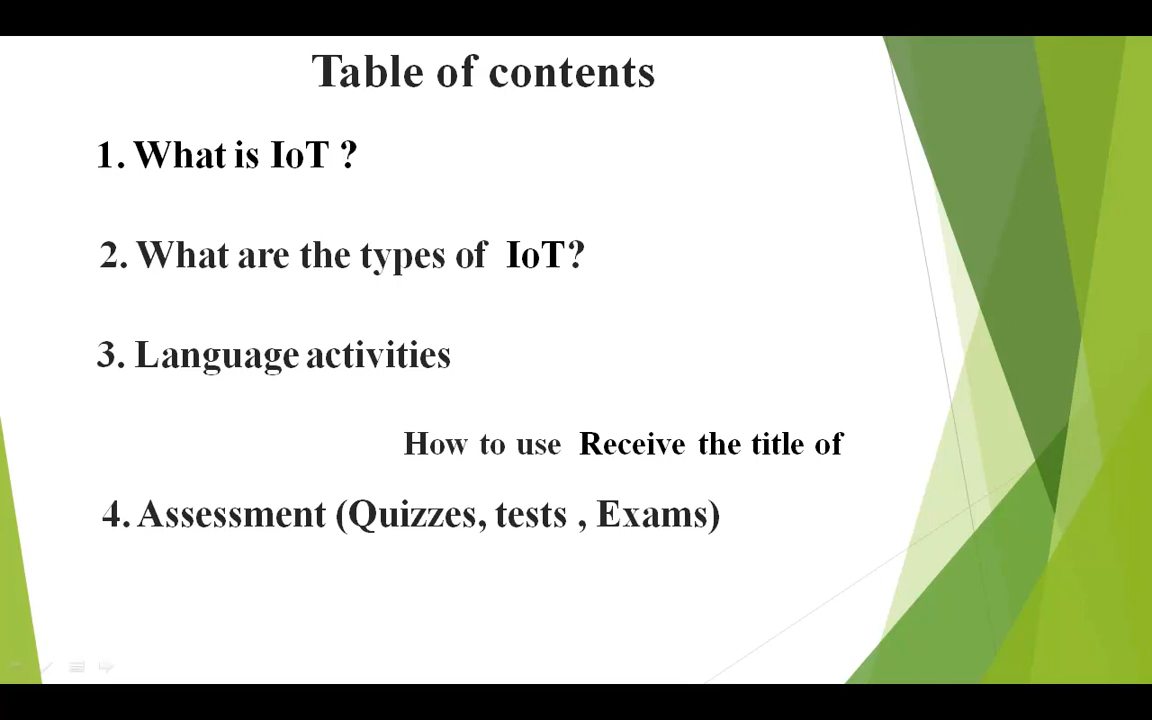 Table of contents
1. What is IoT ?
2. What are the types of IoT?
3. Language activities
How to use Receive the title of
4. Assessment (Quizzes, tests , Exams)